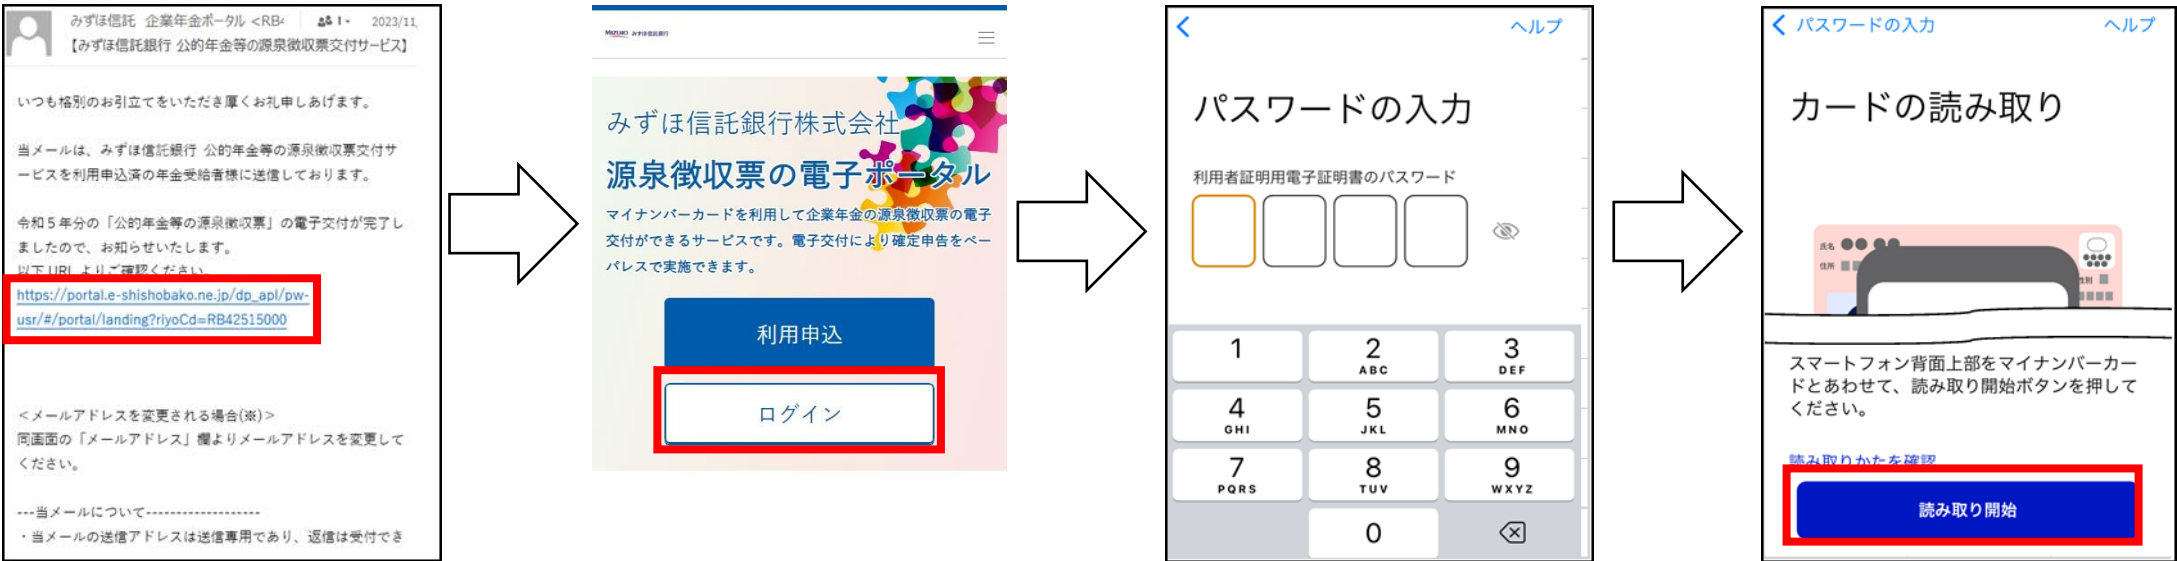 みずほ信託 企業年金ポータル <RB4
1
2023/11,
【みずほ信託銀行 公的年金等の源泉徴収票交付サービス】
いつも格別のお引立てをいただき厚くお礼申しあげます。
当メールは、みずほ信託銀行 公的年金等の源泉徴収票交付サ
ービスを利用申込済の年金受給者様に送信しております。
令和５年分の「公的年金等の源泉徴収票」の電子交付が完了し
ましたので、お知らせいたします。
以下 URL よりご確認ください。
https://portal.e-shishobako.ne.jp/dp_apl/pw-
usr/#/portal/landing?riyoCd=RB42515000
＜メールアドレスを変更される場合(※)＞
同画面の「メールアドレス」欄よりメールアドレスを変更して
ください。
---当メールについて-------------------
・当メールの送信アドレスは送信専用であり、返信は受付でき
MIZUHO みずほ信託銀行
みずほ信託銀行株式会社
源泉徴収票の電子ポータル
マイナンバーカードを利用して企業年金の源泉徴収票の電子
交付ができるサービスです。電子交付により確定申告をペー
パレスで実施できます。
利用申込
ログイン
ヘルプ
パスワードの入力
利用者証明用電子証明書のパスワード
1
2
ABC
3
DEF
4
GHI
5
JKL
6
MNO
7
PQRS
8
TUV
9
WXYZ
0
パスワードの入力
ヘルプ
カードの読み取り
氏名
住所
性別
スマートフォン背面上部をマイナンバーカー
ドとあわせて、読み取り開始ボタンを押して
ください。
読み取りかたを確認
読み取り開始